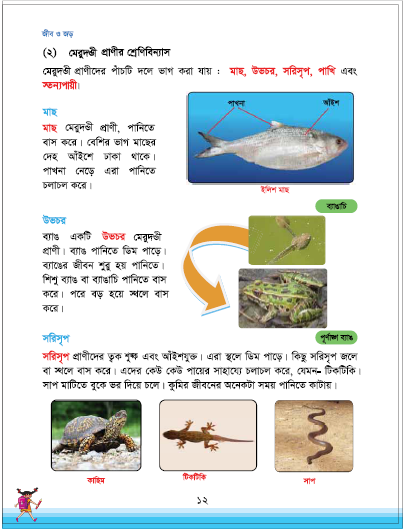 জীব ও জড়
(২) মেরুদণ্ডী প্রাণীর শ্রেণিবিন্যাস
মেরুদণ্ডী প্রাণীদের পাঁচটি দলে ভাগ করা যায় : মাছ, উভচর, সরিসৃপ, পাখি এবং
স্তন্যপায়ী।
মাছ
মাছ মেরুদণ্ডী প্রাণী, পানিতে
বাস করে। বেশির ভাগ মাছের
দেহ আঁইশে ঢাকা থাকে।
পাখনা নেড়ে এরা পানিতে
চলাচল করে।
পাখনা
আঁইশ
ইলিশ মাছ
উভচর
ব্যাঙ একটি উভচর মেরুদণ্ডী
প্রাণী। ব্যাঙ পানিতে ডিম পাড়ে।
ব্যাঙের জীবন শুরু হয় পানিতে।
শিশু ব্যাঙ বা ব্যাঙাচি পানিতে বাস
করে। পরে বড় হয়ে স্থলে বাস
করে।
ব্যাঙাচি
পূর্ণাঙ্গ ব্যাঙ
সরিসৃপ
সরিসৃপ প্রাণীদের ত্বক শুষ্ক এবং আঁইশযুক্ত। এরা স্থলে ডিম পাড়ে। কিছু সরিসৃপ জলে
বা স্থলে বাস করে। এদের কেউ কেউ পায়ের সাহায্যে চলাচল করে, যেমন- টিকটিকি।
সাপ মাটিতে বুকে ভর দিয়ে চলে। কুমির জীবনের অনেকটা সময় পানিতে কাটায়।
কাছিম
টিকটিকি
সাপ
১২